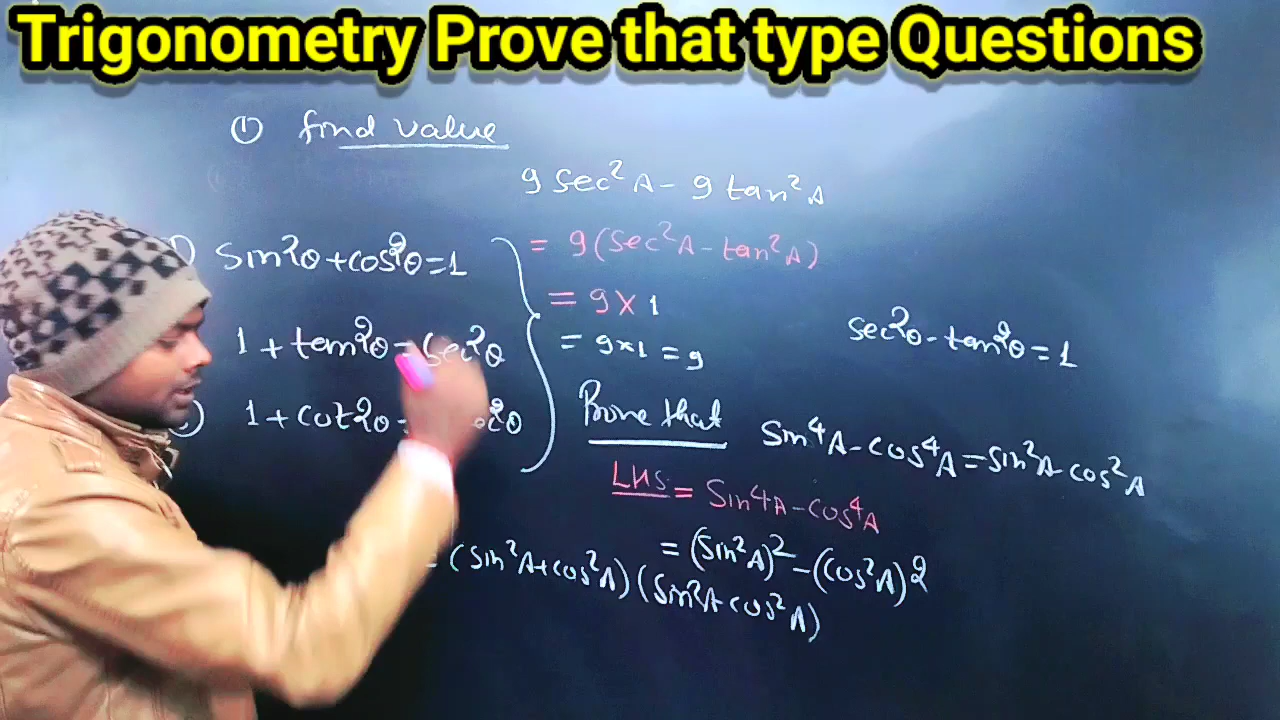 Trigonometry Prove that type Questions
① find value
9 sec²A - 9 tan²A
= 9(sec²A - tan²A)
= 9 × 1
= 9×1 = 9
) sin²θ + cos²θ = 1
1 + tan²θ = sec²θ
) 1 + cot²θ =
sec²θ - tan²θ = 1
Prove that sin⁴A - cos⁴A = sin²A - cos²A
LHS = Sin⁴A - cos⁴A
= (Sin²A)² - (cos²A)²
= (sin²A + cos²A) (sin²A - cos²A)